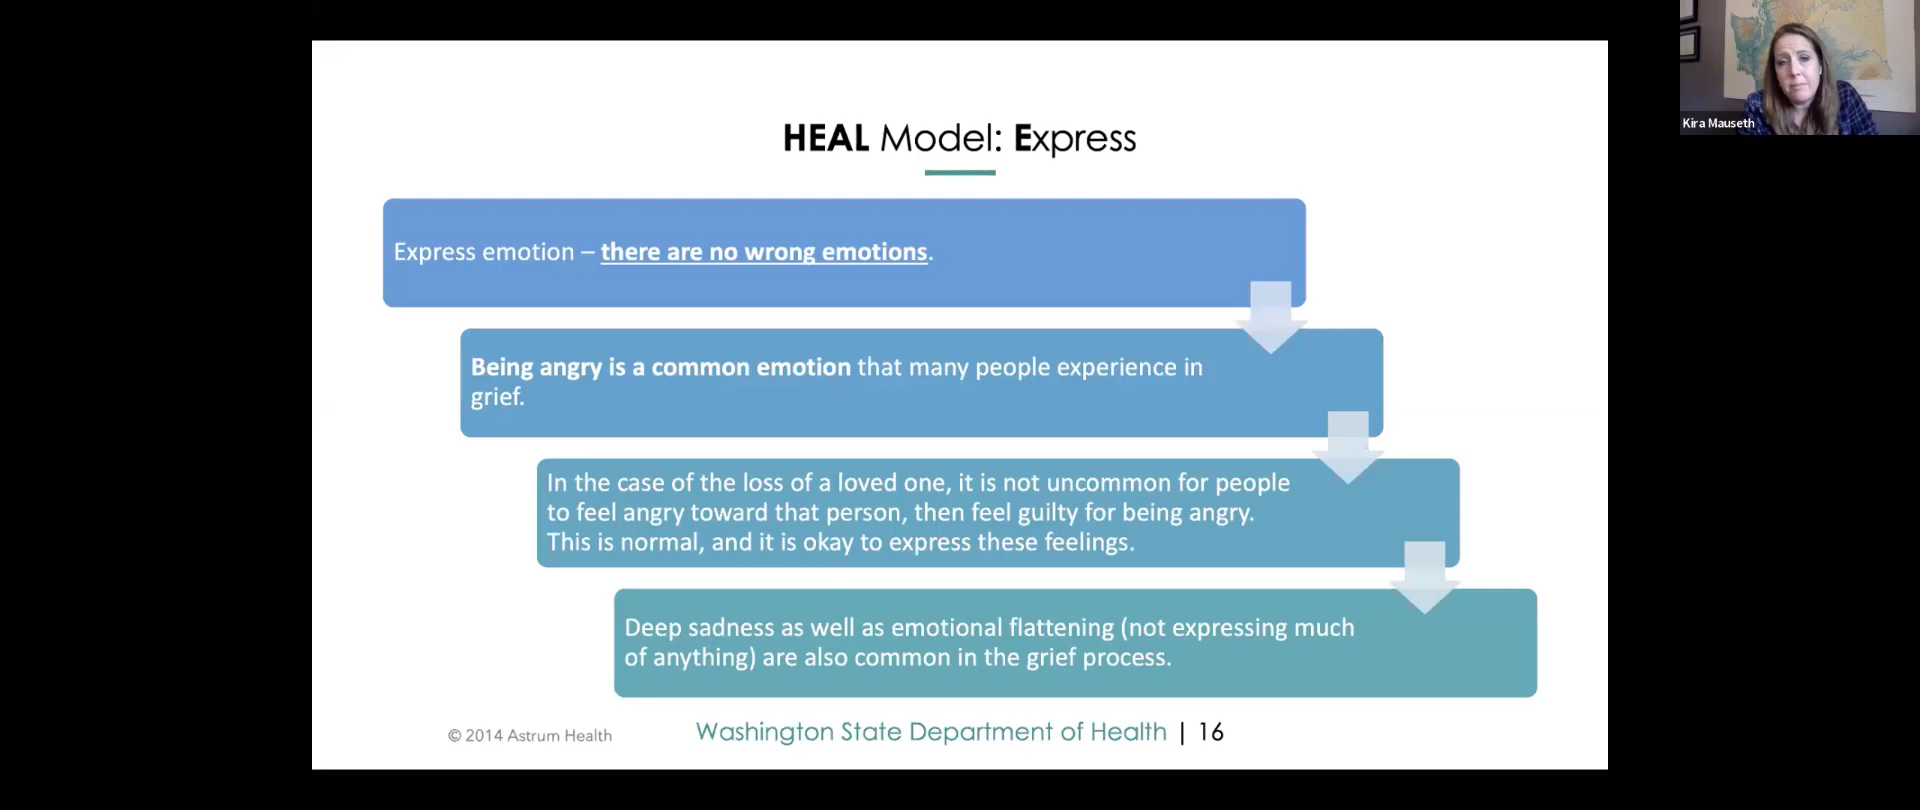 HEAL Model: Express
Express emotion – there are no wrong emotions.
Being angry is a common emotion that many people experience in
grief.
In the case of the loss of a loved one, it is not uncommon for people
to feel angry toward that person, then feel guilty for being angry.
This is normal, and it is okay to express these feelings.
Deep sadness as well as emotional flattening (not expressing much
of anything) are also common in the grief process.
© 2014 Astrum Health
Washington State Department of Health | 16
Kira Mauseth